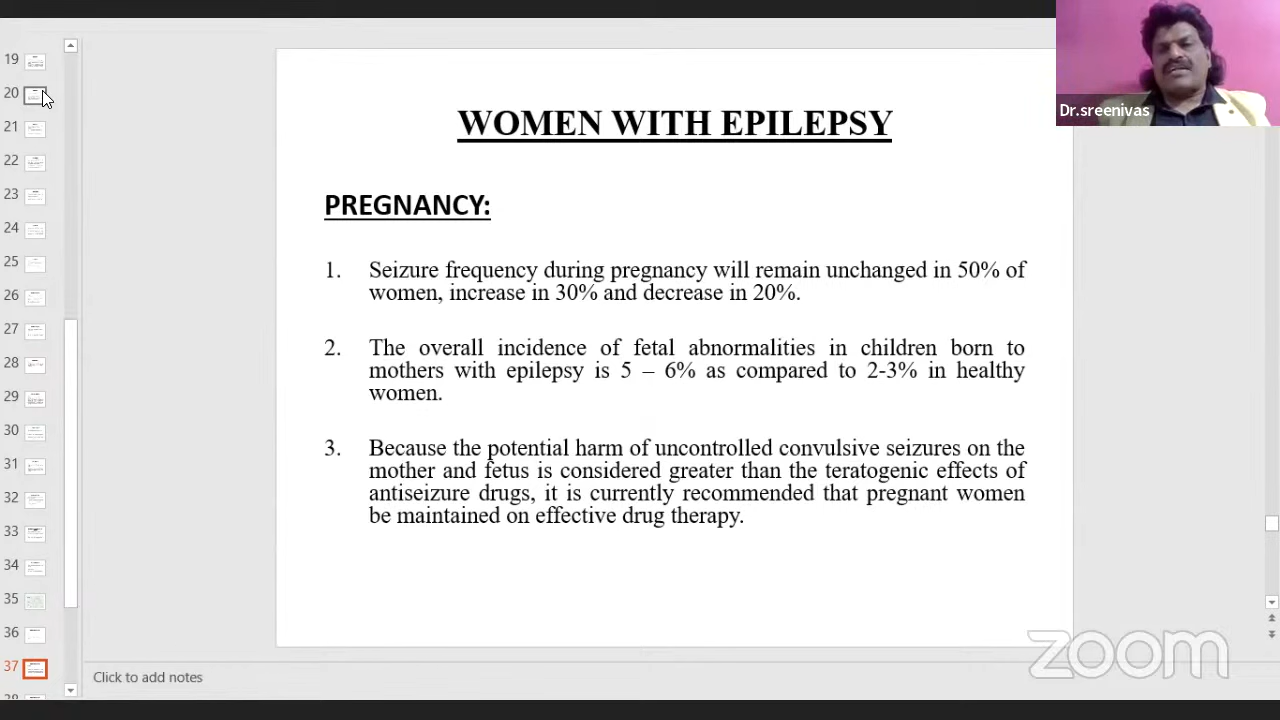 19
20
21
22
23
24
25
26
27
28
29
30
31
32
33
34
35
36
37
WOMEN WITH EPILEPSY
PREGNANCY:
1. Seizure frequency during pregnancy will remain unchanged in 50% of
women, increase in 30% and decrease in 20%.
2. The overall incidence of fetal abnormalities in children born to
mothers with epilepsy is 5 – 6% as compared to 2-3% in healthy
women.
3. Because the potential harm of uncontrolled convulsive seizures on the
mother and fetus is considered greater than the teratogenic effects of
antiseizure drugs, it is currently recommended that pregnant women
be maintained on effective drug therapy.
Dr.sreenivas
zoom
Click to add notes